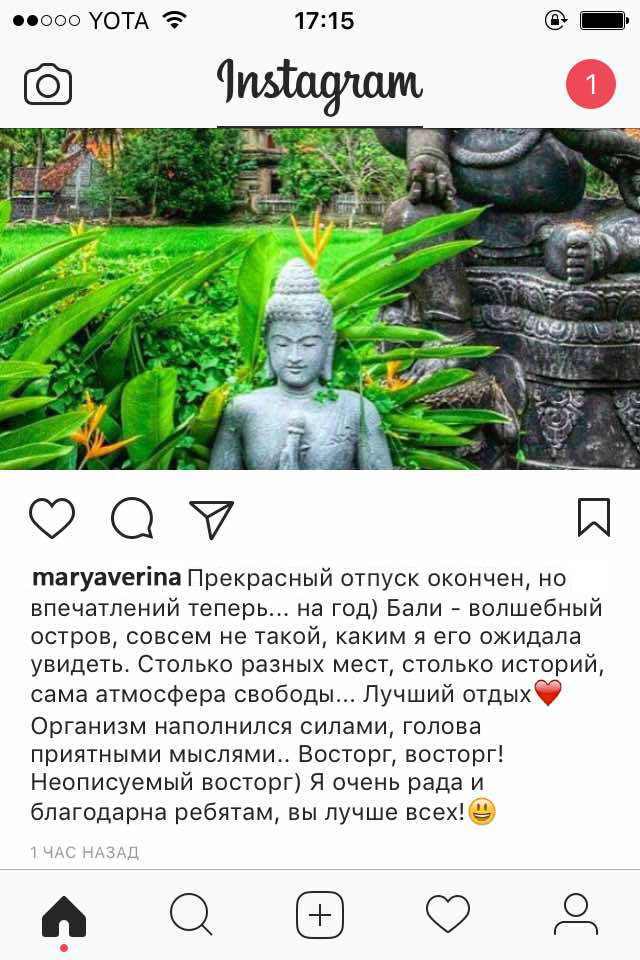 YOTA 17:15
Instagram 1
maryaverina Прекрасный отпуск окончен, но
впечатлений теперь... на год) Бали - волшебный
остров, совсем не такой, каким я его ожидала
увидеть. Столько разных мест, столько историй,
сама атмосфера свободы... Лучший отдых❤️
Организм наполнился силами, голова
приятными мыслями.. Восторг, восторг!
Неописуемый восторг) Я очень рада и
благодарна ребятам, вы лучше всех!😃
1 ЧАС НАЗАД